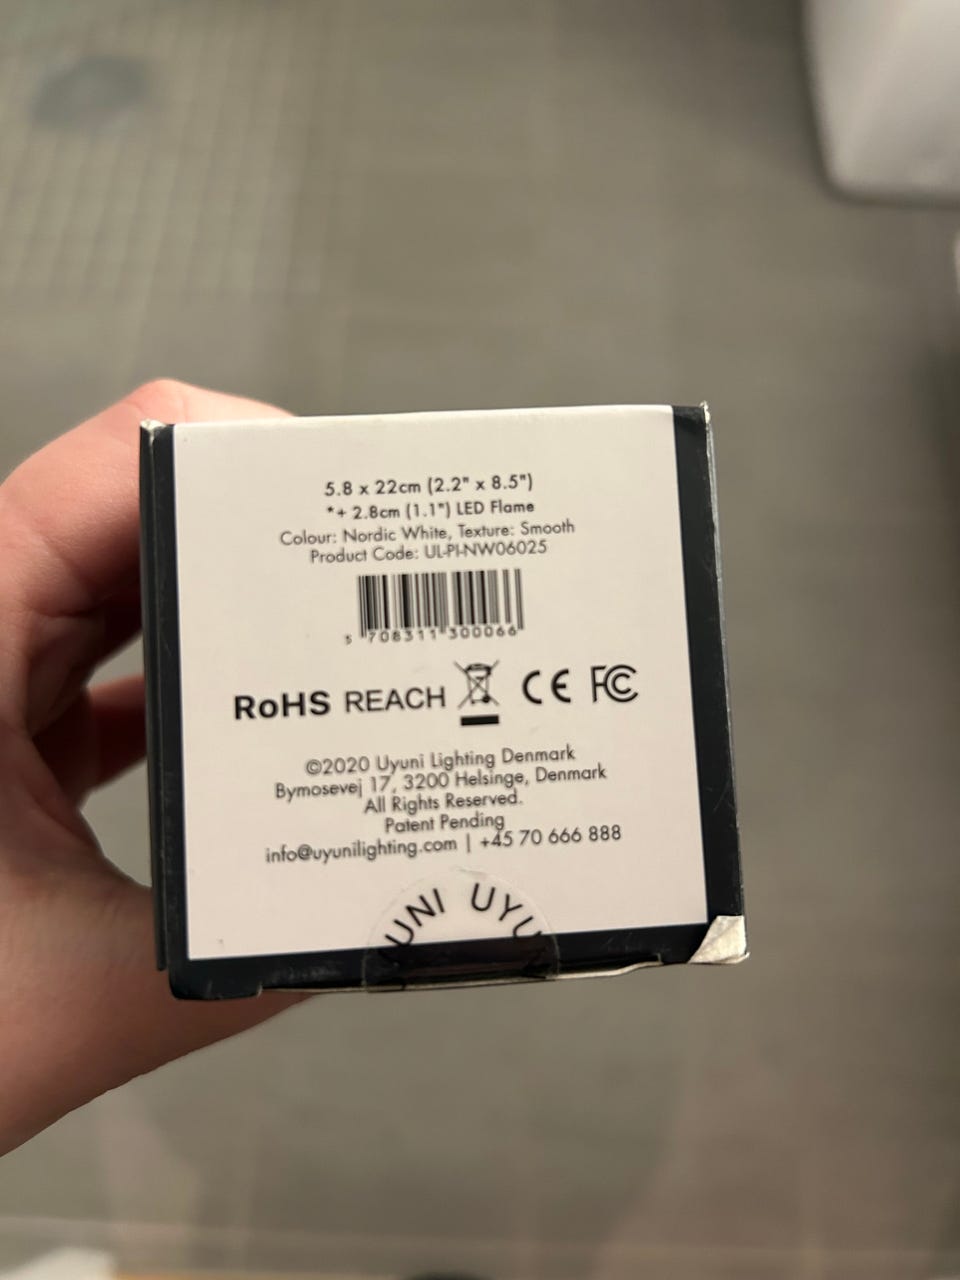 5.8 x 22cm (2.2" x 8.5")
*+ 2.8cm (1.1") LED Flame
Colour: Nordic White, Texture: Smooth
Product Code: UL-PI-NW06025
5 708311 300066
RoHS REACH CE FC
©2020 Uyuni Lighting Denmark
Bymosevej 17, 3200 Helsinge, Denmark
All Rights Reserved.
Patent Pending
info@uyunilighting.com | +45 70 666 888
UNI UYU